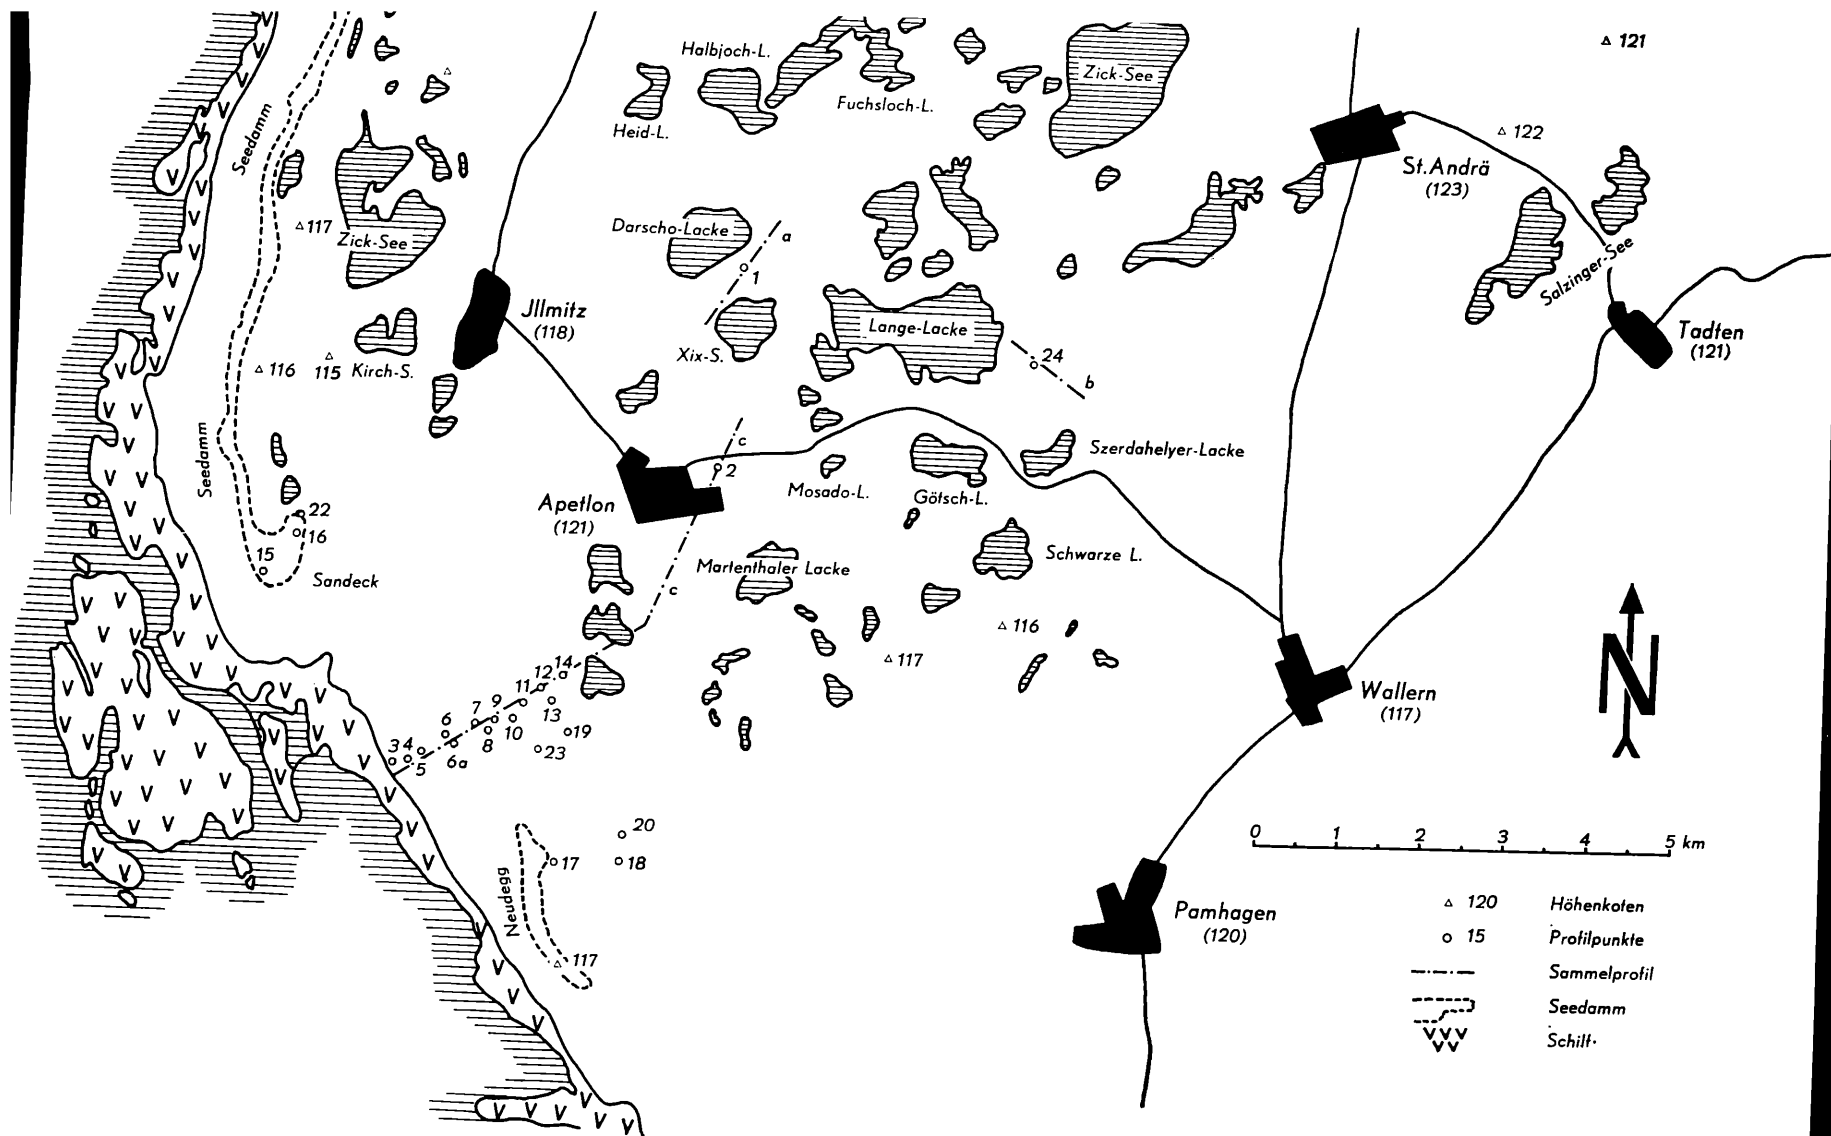 121
Halbjoch-L.
Zick-See
Fuchsloch-L.
Heid-L.
Seedamm
122
St. Andrä
(123)
117
Zick-See
Darscho-Lacke
a
1
Salzinger-See
Jllmitz
(118)
Lange-Lacke
Xix-S.
24
b
Tadten
(121)
116
115
Kirch-S.
Seedamm
c
2
Szerdahelyer-Lacke
Mosado-L.
Götsch-L.
Apetlon
(121)
22
16
15
Sandeck
Schwarze L.
Martenthaler Lacke
c
116
117
N
Wallern
(117)
14
12
11
13
9
7
10
19
6
8
23
3
4
5
6a
20
17
18
Neudegg
117
0 1 2 3 4 5 km
Pamhagen
(120)
120 Höhenkoten
15 Profilpunkte
Sammelprofil
Seedamm
Schilf